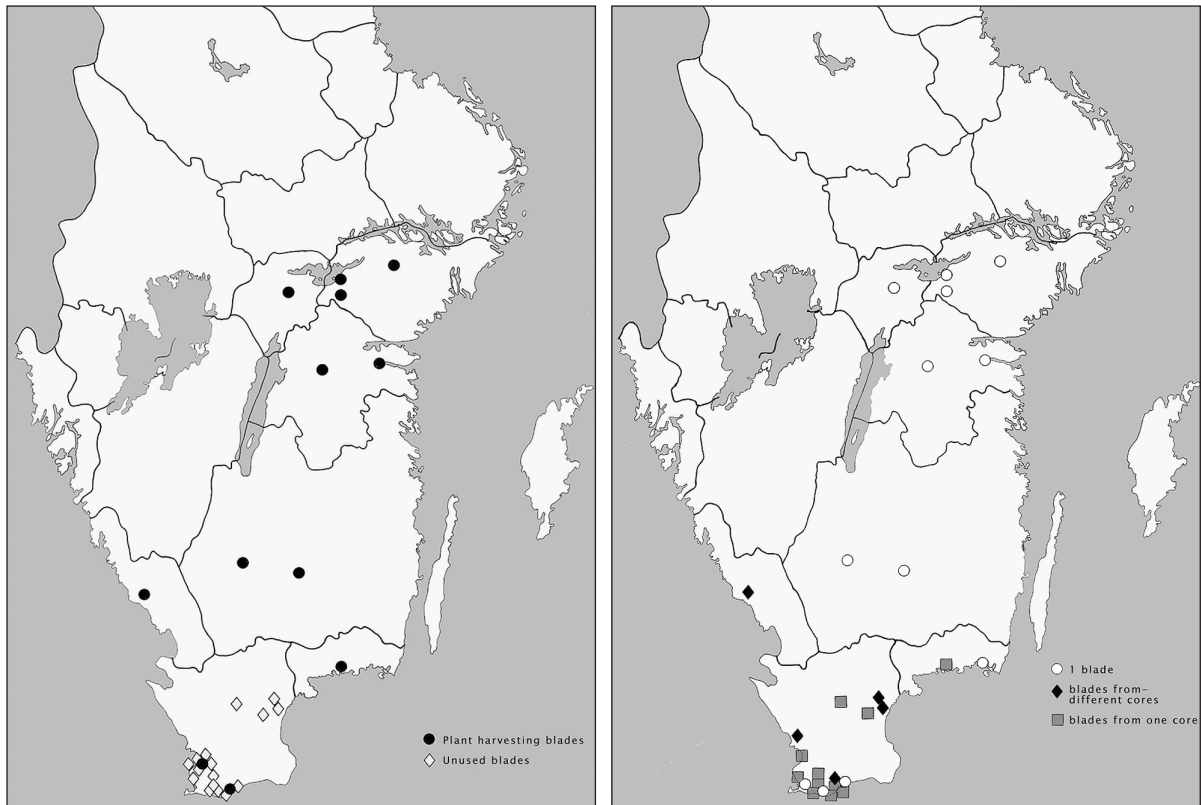 Plant harvesting blades
Unused blades
1 blade
blades from-
different cores
blades from one core